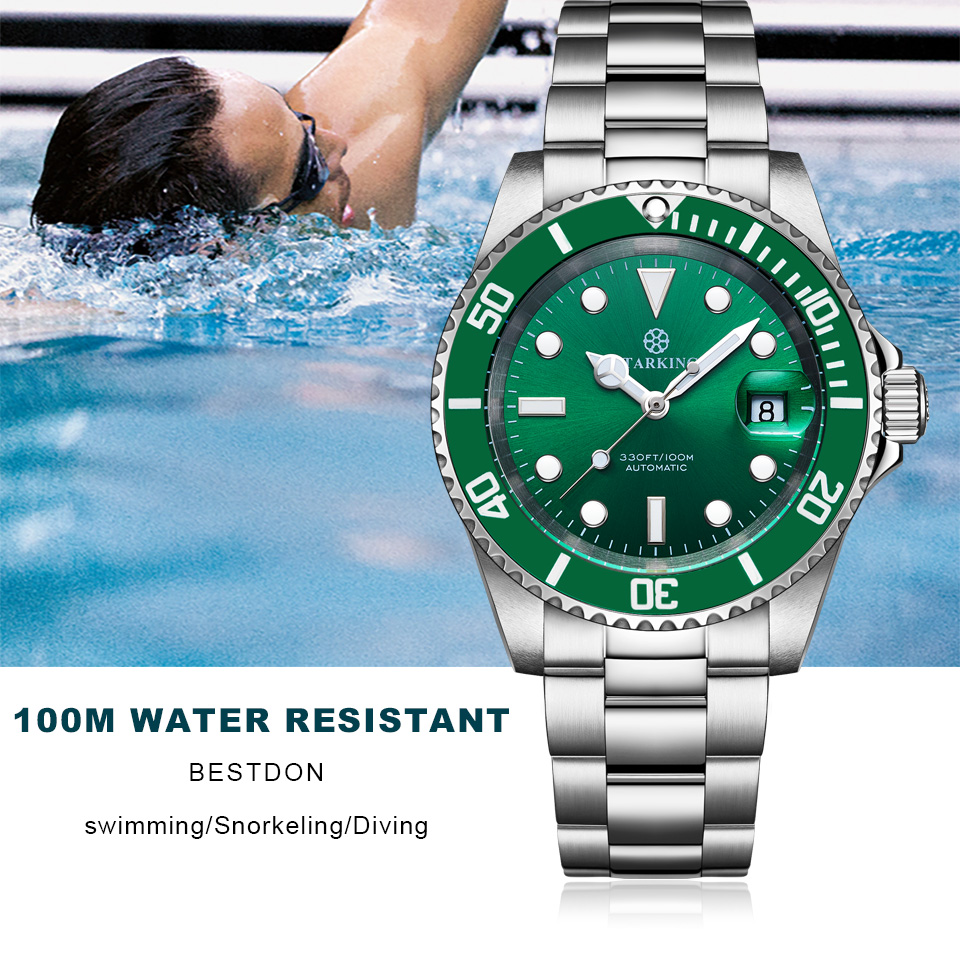 50
10
TARKING
8
330FT/100M
AUTOMATIC
40
20
30
100M WATER RESISTANT
BESTDON
swimming/Snorkeling/Diving